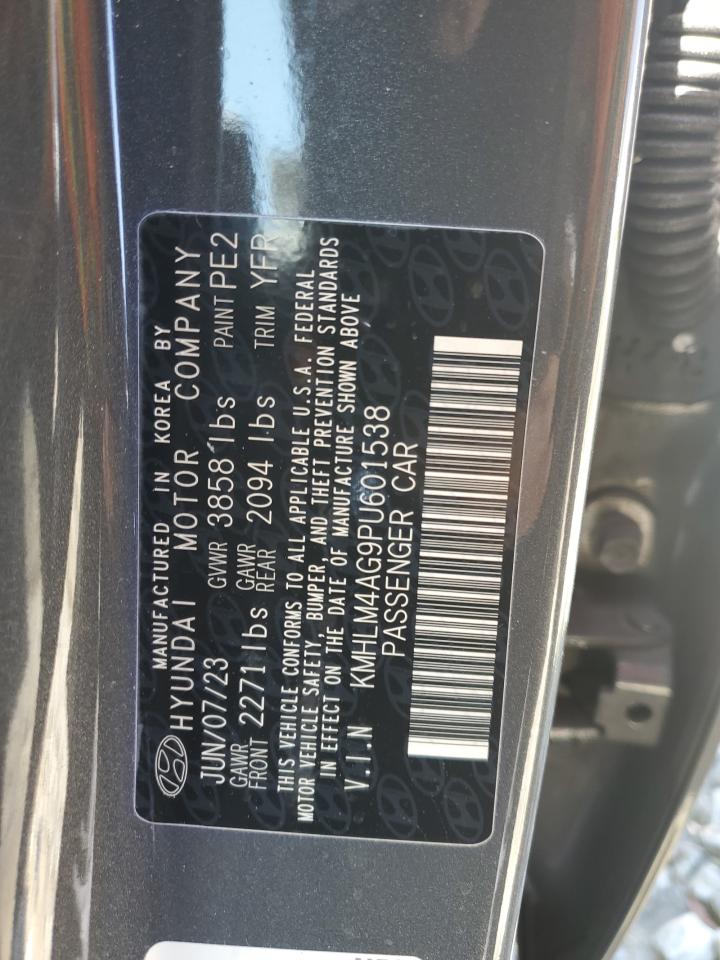 MANUFACTURED IN KOREA BY
HYUNDAI MOTOR COMPANY
JUN/07/23 GVWR 3858 lbs PAINT PE2
GAWR FRONT 2271 lbs GAWR REAR 2094 lbs TRIM YFR
THIS VEHICLE CONFORMS TO ALL APPLICABLE U.S.A. FEDERAL
MOTOR VEHICLE SAFETY, BUMPER, AND THEFT PREVENTION STANDARDS
IN EFFECT ON THE DATE OF MANUFACTURE SHOWN ABOVE
V.I.N KMHLM4AG9PU601538
PASSENGER CAR